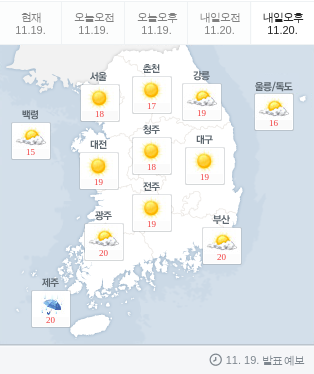 현재 오늘오전 오늘오후 내일오전 내일오후
11.19. 11.19. 11.19. 11.20. 11.20.
춘천
17
서울
18
강릉
19
울릉/독도
16
백령
15
청주
18
대전
19
대구
19
전주
19
광주
20
부산
20
제주
20
11. 19. 발표 예보